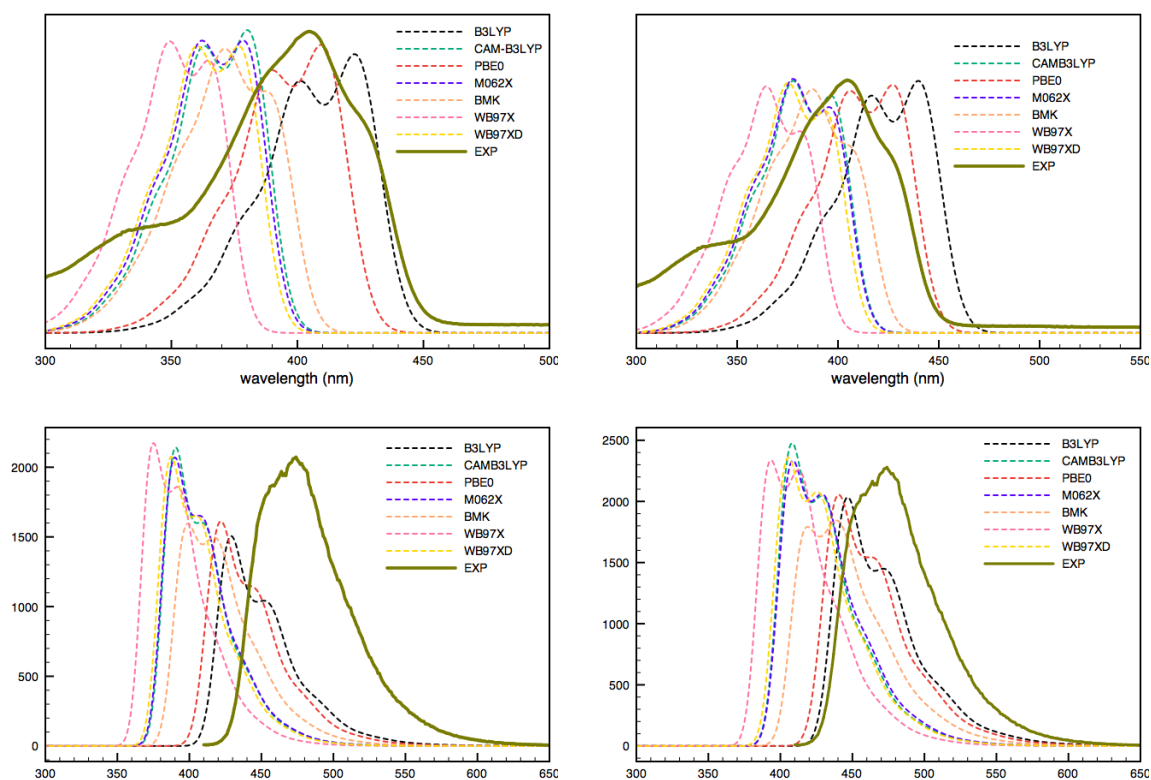 B3LYP
CAM-B3LYP
PBE0
M062X
BMK
WB97X
WB97XD
EXP
300 350 400 450 500
wavelength (nm)
B3LYP
CAMB3LYP
PBE0
M062X
BMK
WB97X
WB97XD
EXP
300 350 400 450 500 550
wavelength (nm)
2000
1500
1000
500
0
B3LYP
CAMB3LYP
PBE0
M062X
BMK
WB97X
WB97XD
EXP
300 350 400 450 500 550 600 650
2500
2000
1500
1000
500
0
B3LYP
CAMB3LYP
PBE0
M062X
BMK
WB97X
WB97XD
EXP
300 350 400 450 500 550 600 650